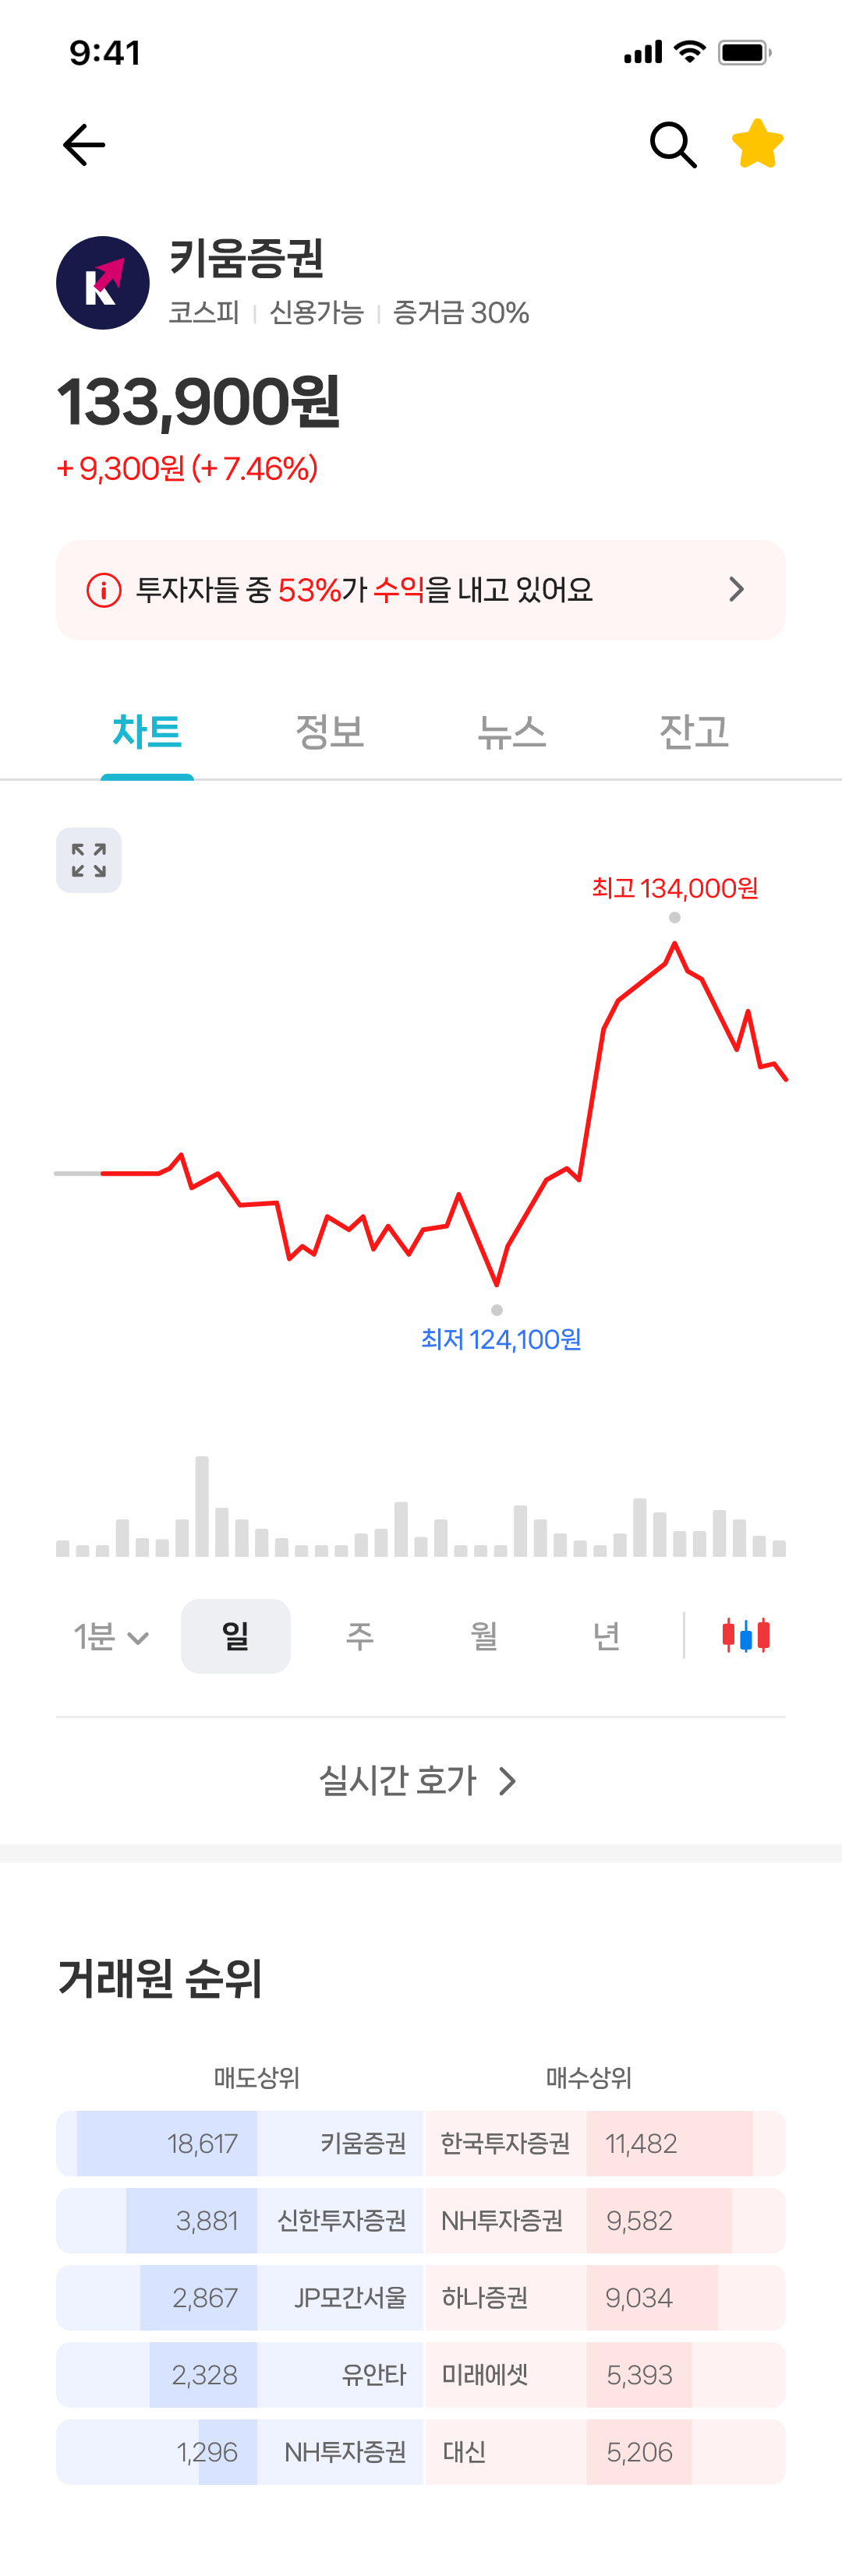 9:41
키움증권
코스피 | 신용가능 | 증거금 30%
133,900원
+ 9,300원 (+ 7.46%)
투자자들 중 53%가 수익을 내고 있어요
차트 정보 뉴스 잔고
최고 134,000원
최저 124,100원
1분 일 주 월 년
실시간 호가
거래원 순위
매도상위 매수상위
18,617 키움증권 한국투자증권 11,482
3,881 신한투자증권 NH투자증권 9,582
2,867 JP모간서울 하나증권 9,034
2,328 유안타 미래에셋 5,393
1,296 NH투자증권 대신 5,206